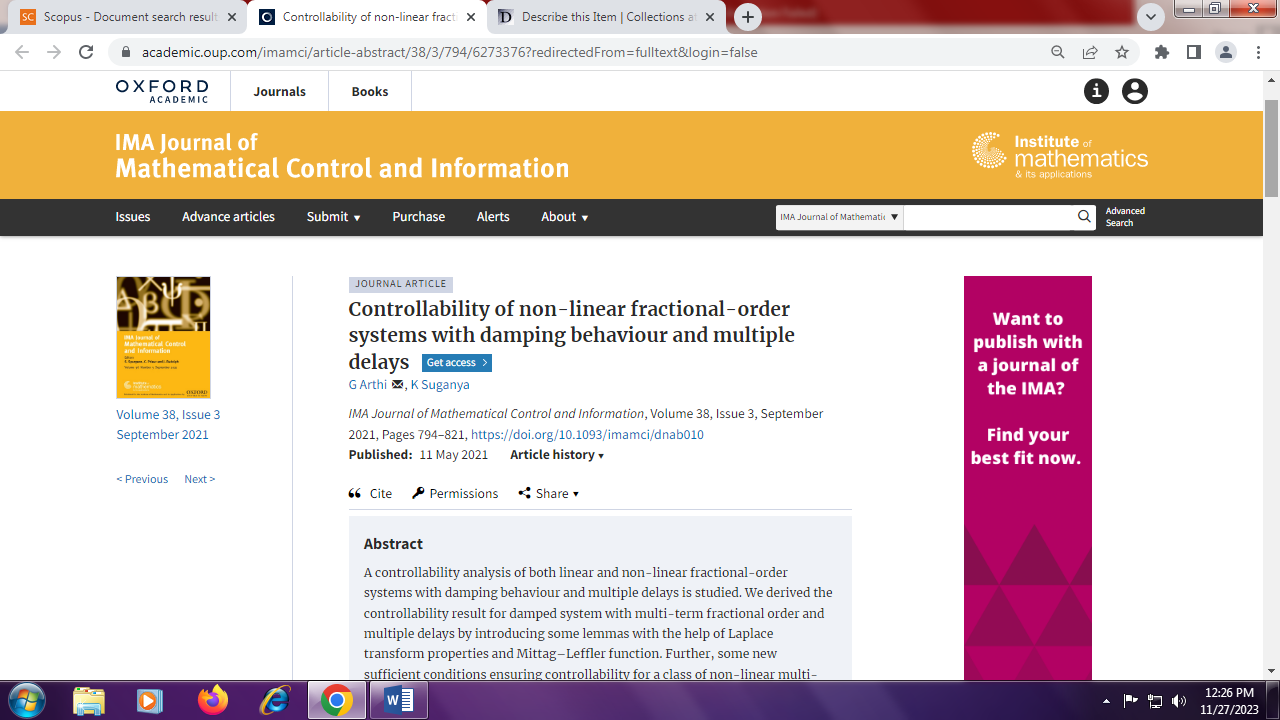 Scopus - Document search result
Controllability of non-linear fract
Describe this Item | Collections a
academic.oup.com/imamci/article-abstract/38/3/794/6273376?redirectedFrom=fulltext&login=false
OXFORD
ACADEMIC
Journals
Books
IMA Journal of
Mathematical Control and Information
Institute of
mathematics
& its applications
Issues
Advance articles
Submit
Purchase
Alerts
About
IMA Journal of Mathematic
Advanced
Search
IMA Journal of
Mathematical Control
and Information
OXFORD
Volume 38, Issue 3
September 2021
< Previous
Next >
JOURNAL ARTICLE
Controllability of non-linear fractional-order
systems with damping behaviour and multiple
delays Get access >
G Arthi, K Suganya
IMA Journal of Mathematical Control and Information, Volume 38, Issue 3, September
2021, Pages 794–821, https://doi.org/10.1093/imamci/dnab010
Published: 11 May 2021 Article history
Cite
Permissions
Share
Abstract
A controllability analysis of both linear and non-linear fractional-order
systems with damping behaviour and multiple delays is studied. We derived the
controllability result for damped system with multi-term fractional order and
multiple delays by introducing some lemmas with the help of Laplace
transform properties and Mittag–Leffler function. Further, some new
sufficient conditions ensuring controllability for a class of non-linear multi-
Want to
publish with
a journal of
the IMA?
Find your
best fit now.
12:26 PM
11/27/2023